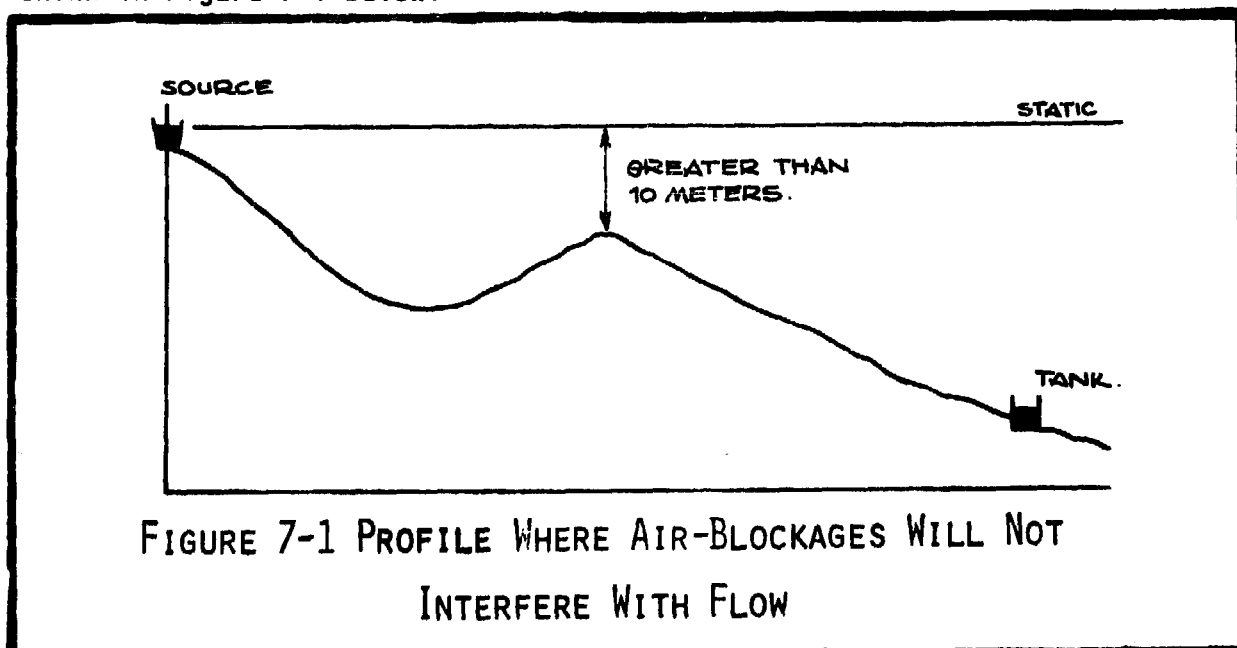 SOURCE
STATIC
GREATER THAN
10 METERS.
TANK.
FIGURE 7-1 PROFILE WHERE AIR-BLOCKAGES WILL NOT
INTERFERE WITH FLOW